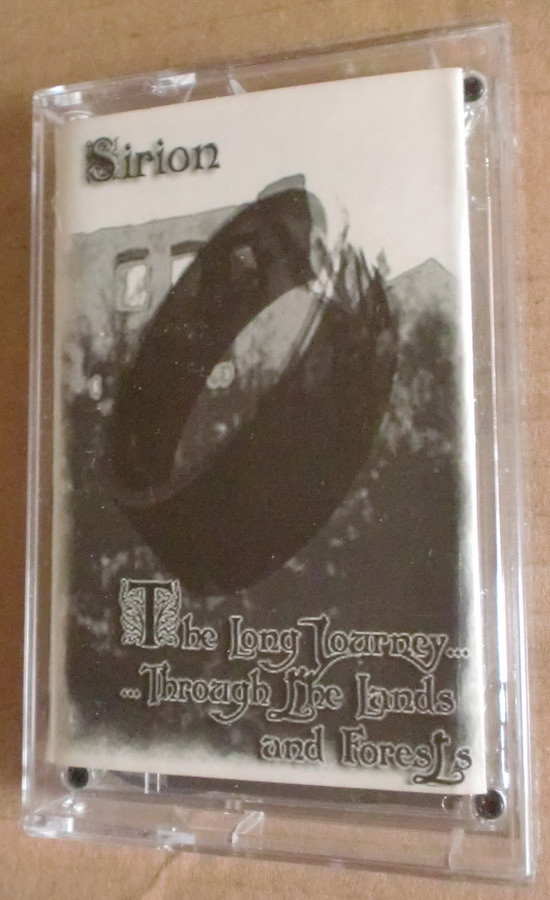 Sirion
The Long Journey...
...Through the Lands
and Forests